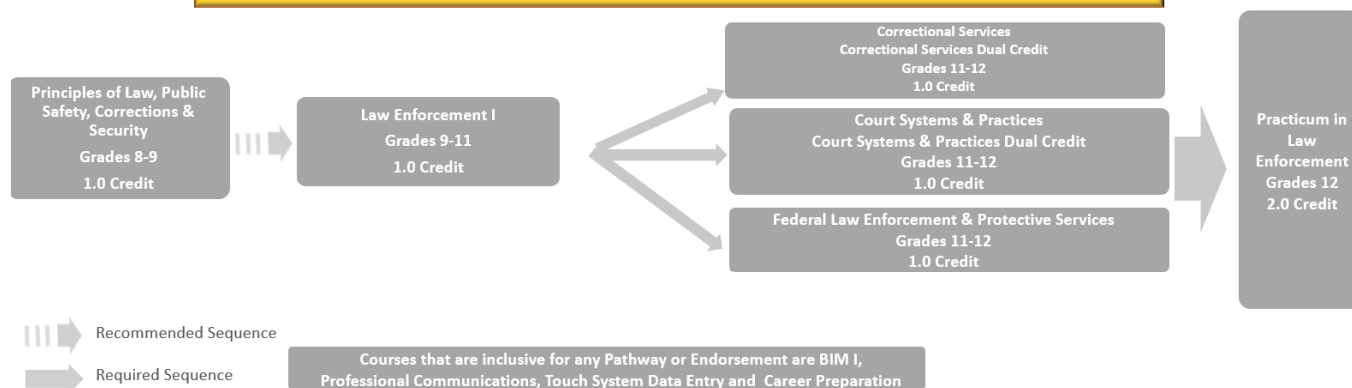 Principles of Law, Public
Safety, Corrections &
Security
Grades 8-9
1.0 Credit
Law Enforcement I
Grades 9-11
1.0 Credit
Correctional Services
Correctional Services Dual Credit
Grades 11-12
1.0 Credit
Court Systems & Practices
Court Systems & Practices Dual Credit
Grades 11-12
1.0 Credit
Federal Law Enforcement & Protective Services
Grades 11-12
1.0 Credit
Practicum in
Law
Enforcement
Grades 12
2.0 Credit
Recommended Sequence
Required Sequence
Courses that are inclusive for any Pathway or Endorsement are BIM I,
Professional Communications, Touch System Data Entry and Career Preparation